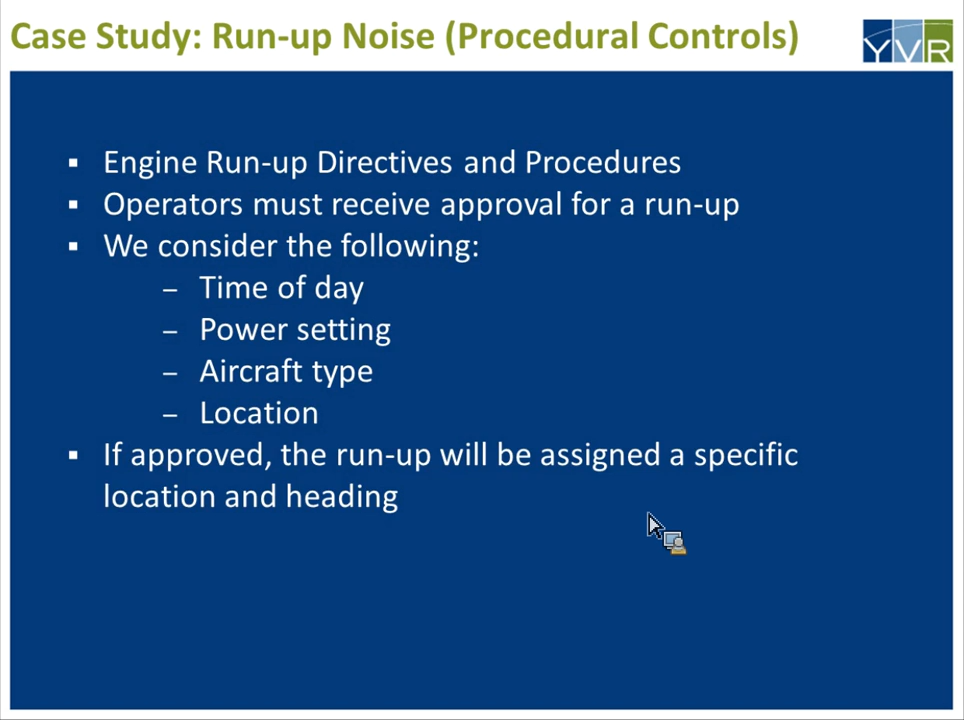 Case Study: Run-up Noise (Procedural Controls)
YVR
▪ Engine Run-up Directives and Procedures
▪ Operators must receive approval for a run-up
▪ We consider the following:
– Time of day
– Power setting
– Aircraft type
– Location
▪ If approved, the run-up will be assigned a specific
location and heading